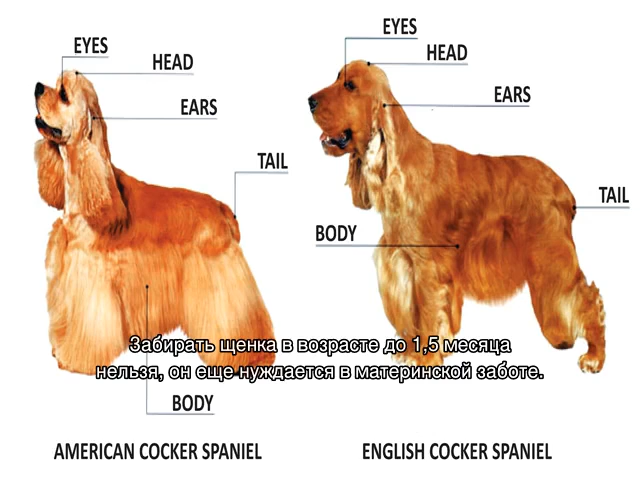 EYES
HEAD
EARS
TAIL
BODY
AMERICAN COCKER SPANIEL
EYES
HEAD
EARS
TAIL
BODY
ENGLISH COCKER SPANIEL
Забирать щенка в возрасте до 1,5 месяца
нельзя, он еще нуждается в материнской заботе.